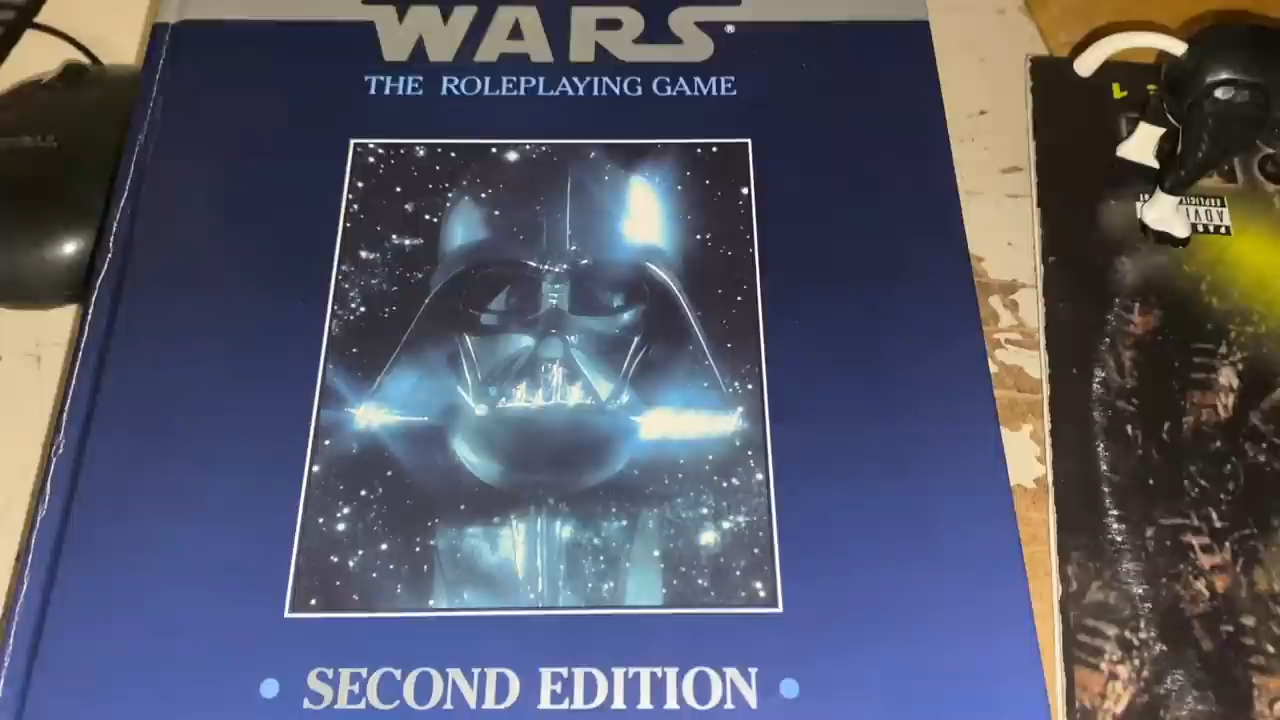 WARS®
THE ROLEPLAYING GAME
• SECOND EDITION •